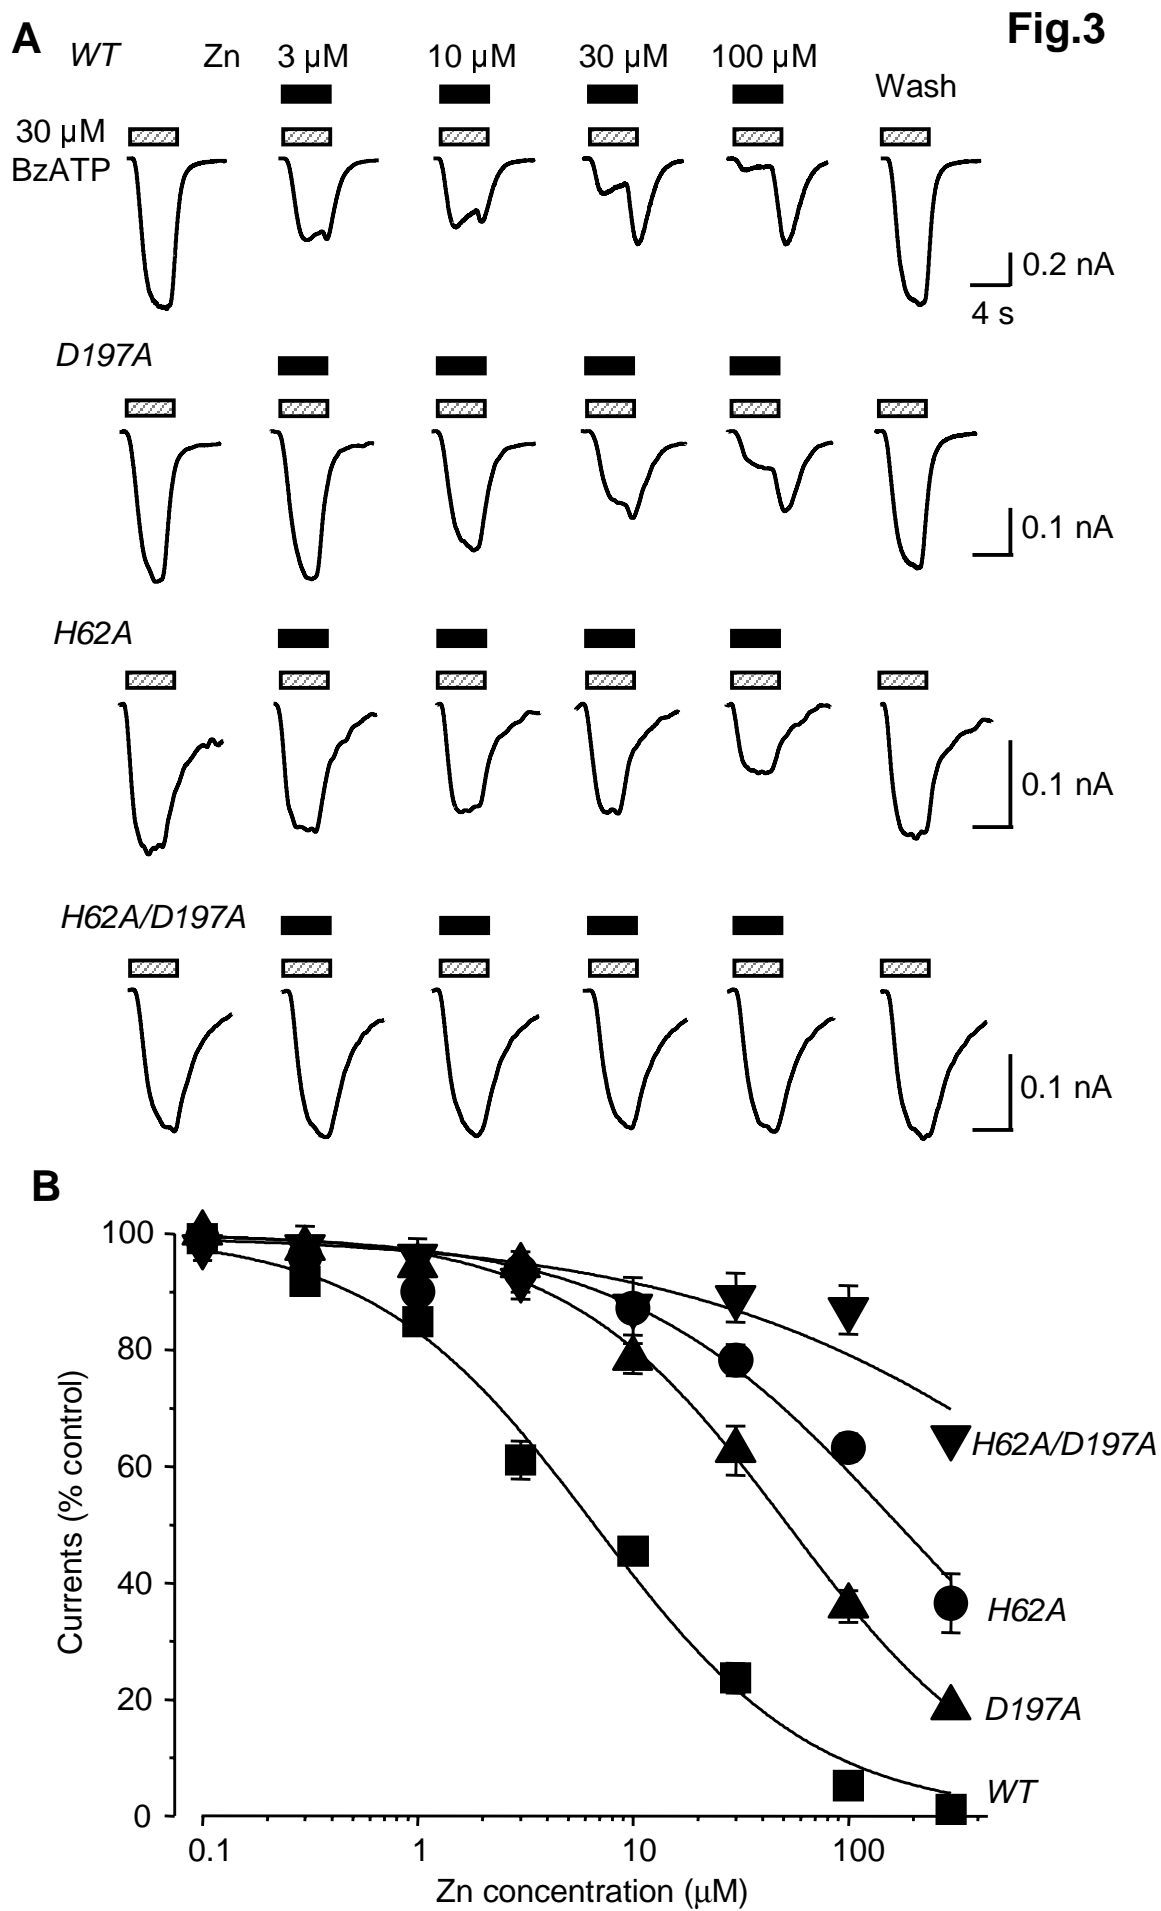 Fig.3
A WT Zn 3 µM 10 µM 30 µM 100 µM
Wash
30 µM
BzATP
0.2 nA
4 s
D197A
0.1 nA
H62A
0.1 nA
H62A/D197A
0.1 nA
B
100
80
60
40
20
0
Currents (% control)
H62A/D197A
H62A
D197A
WT
0.1 1 10 100
Zn concentration (µM)